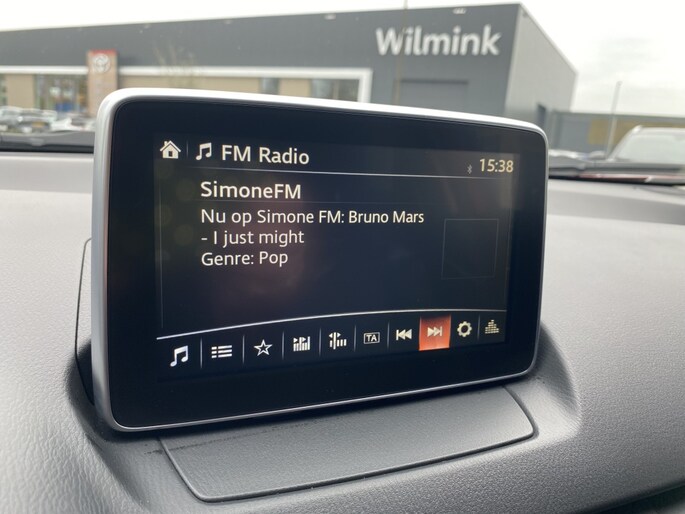 Wilmink
FM Radio
15:38
SimoneFM
Nu op Simone FM: Bruno Mars
- I just might
Genre: Pop
TA